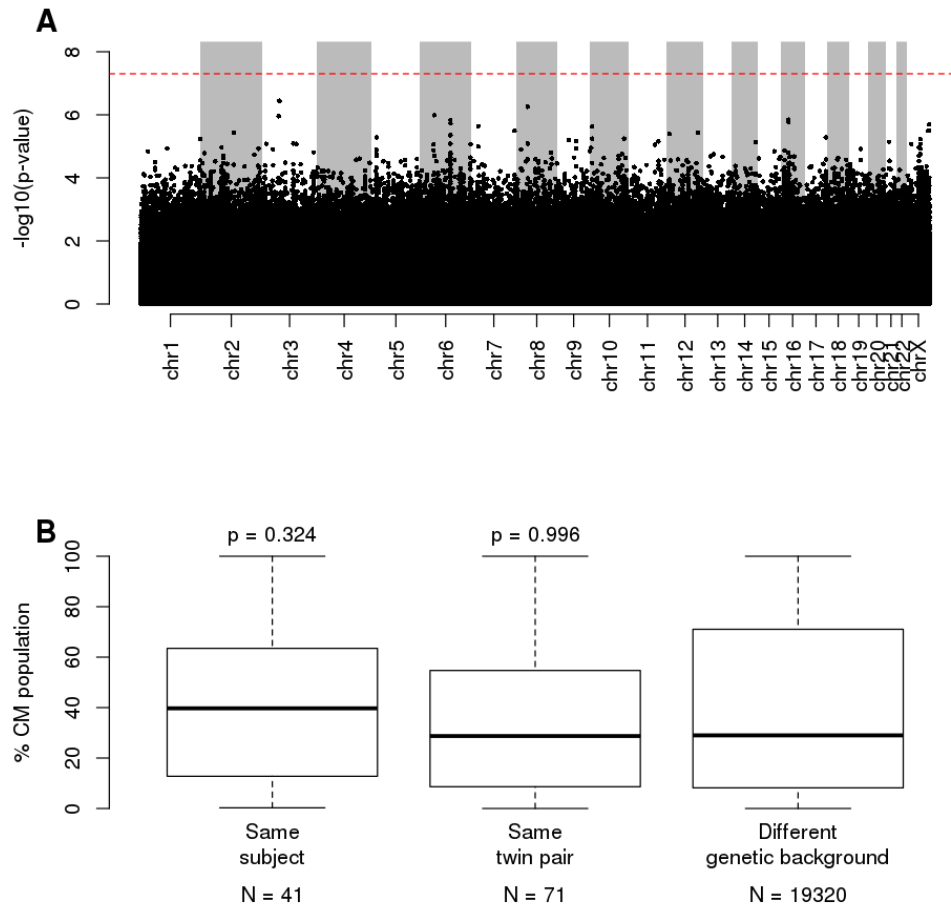 A
8
6
4
2
0
-log10(p-value)
chr1
chr2
chr3
chr4
chr5
chr6
chr7
chr8
chr9
chr10
chr11
chr12
chr13
chr14
chr15
chr16
chr17
chr18
chr19
chr20
chr21
chr22
chrX
B
p = 0.324
p = 0.996
100
80
60
40
20
0
% CM population
Same
subject
N = 41
Same
twin pair
N = 71
Different
genetic background
N = 19320